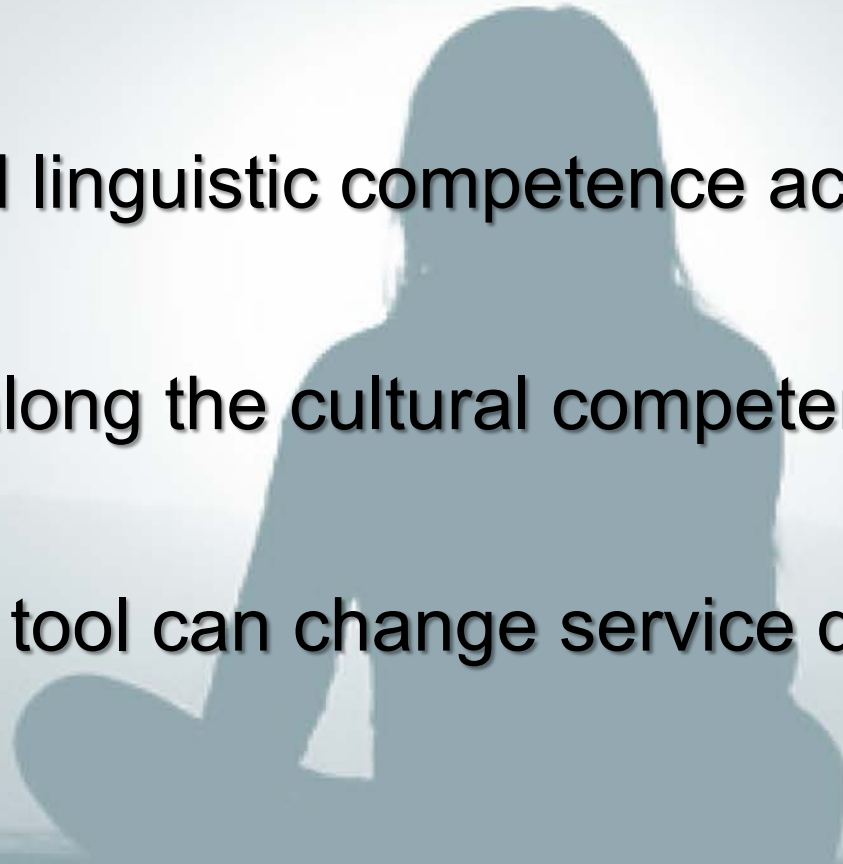 l linguistic competence ac
long the cultural compete
tool can change service